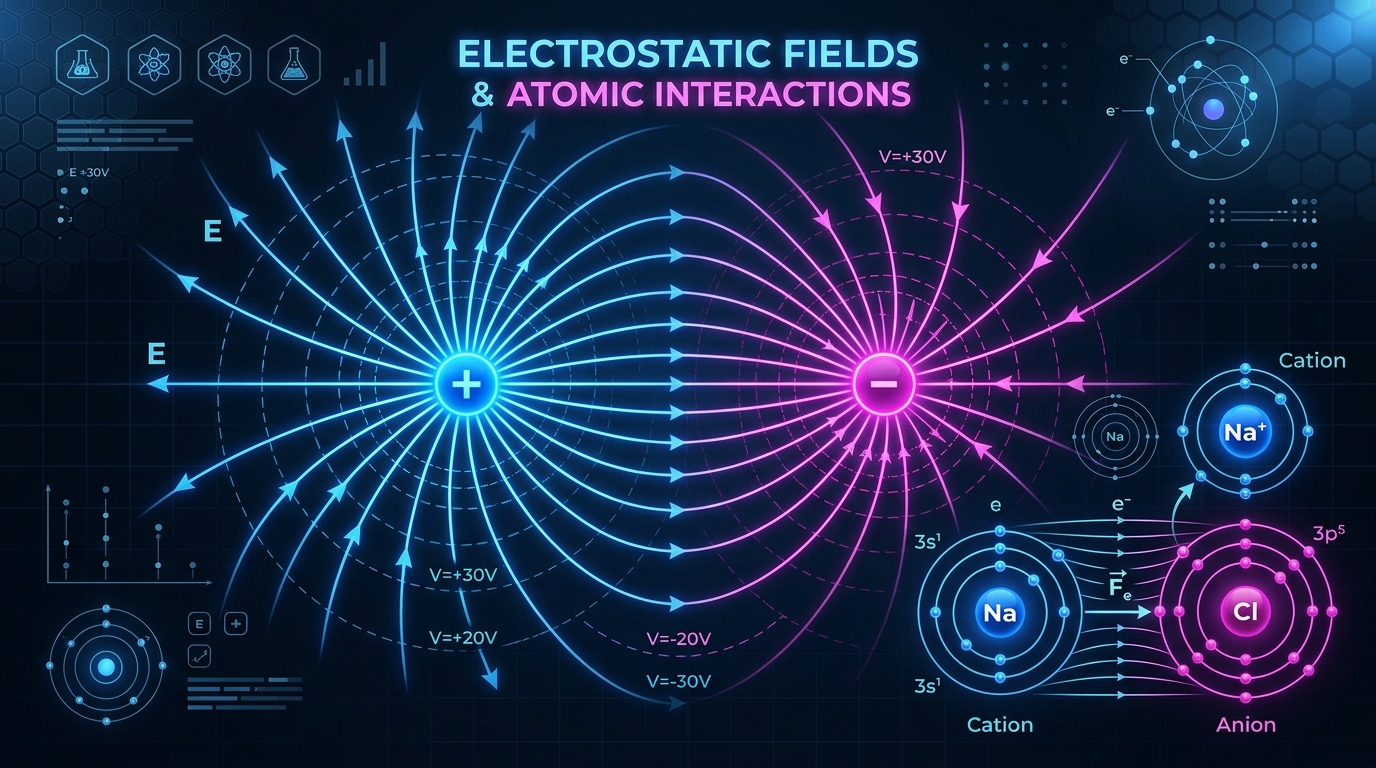 ELECTROSTATIC FIELDS
& ATOMIC INTERACTIONS
e⁻
e⁻
V=+30V
E +30V
E
E
+
−
Cation
Na
Na⁺
e
e⁻
3s¹
3p⁵
V=+30V
F⃗e
Na
Cl
E
+
V=+20V
V=-20V
V=-30V
3s¹
Cation
Anion